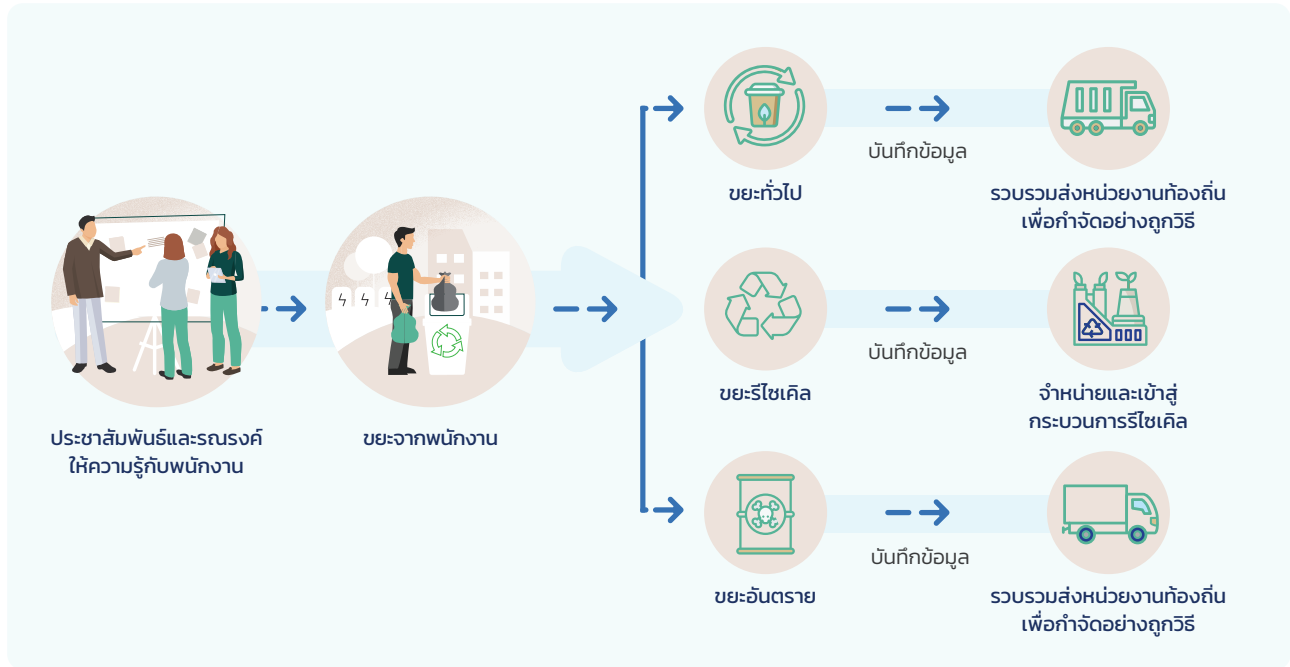 ประชาสัมพันธ์และรณรงค์
ให้ความรู้กับพนักงาน
ขยะจากพนักงาน
ขยะทั่วไป
บันทึกข้อมูล
รวบรวมส่งหน่วยงานท้องถิ่น
เพื่อกำจัดอย่างถูกวิธี
ขยะรีไซเคิล
บันทึกข้อมูล
จำหน่ายและเข้าสู่
กระบวนการรีไซเคิล
ขยะอันตราย
บันทึกข้อมูล
รวบรวมส่งหน่วยงานท้องถิ่น
เพื่อกำจัดอย่างถูกวิธี